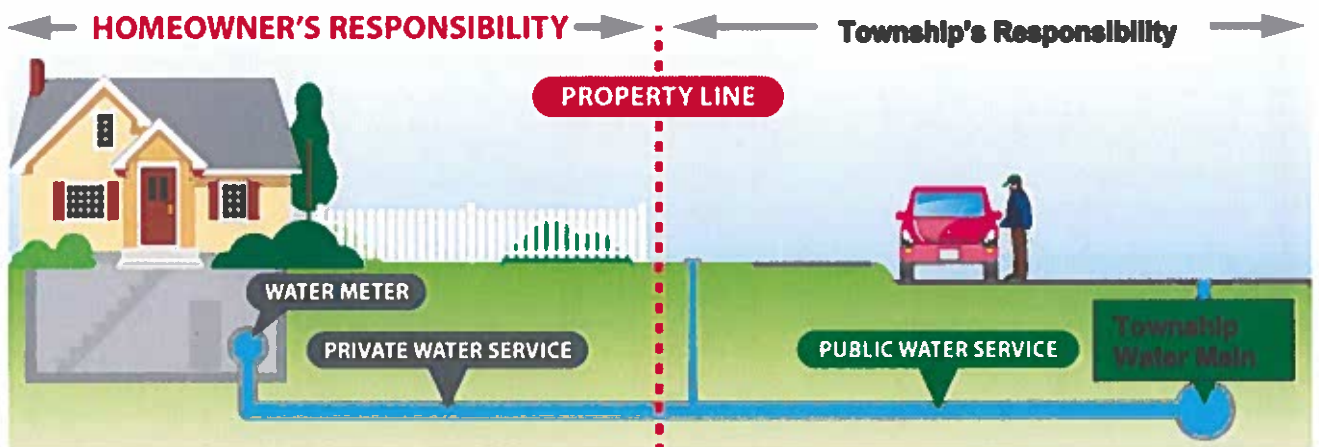 HOMEOWNER'S RESPONSIBILITY
Township's Responsibility
PROPERTY LINE
WATER METER
PRIVATE WATER SERVICE
PUBLIC WATER SERVICE
Township
Water Main